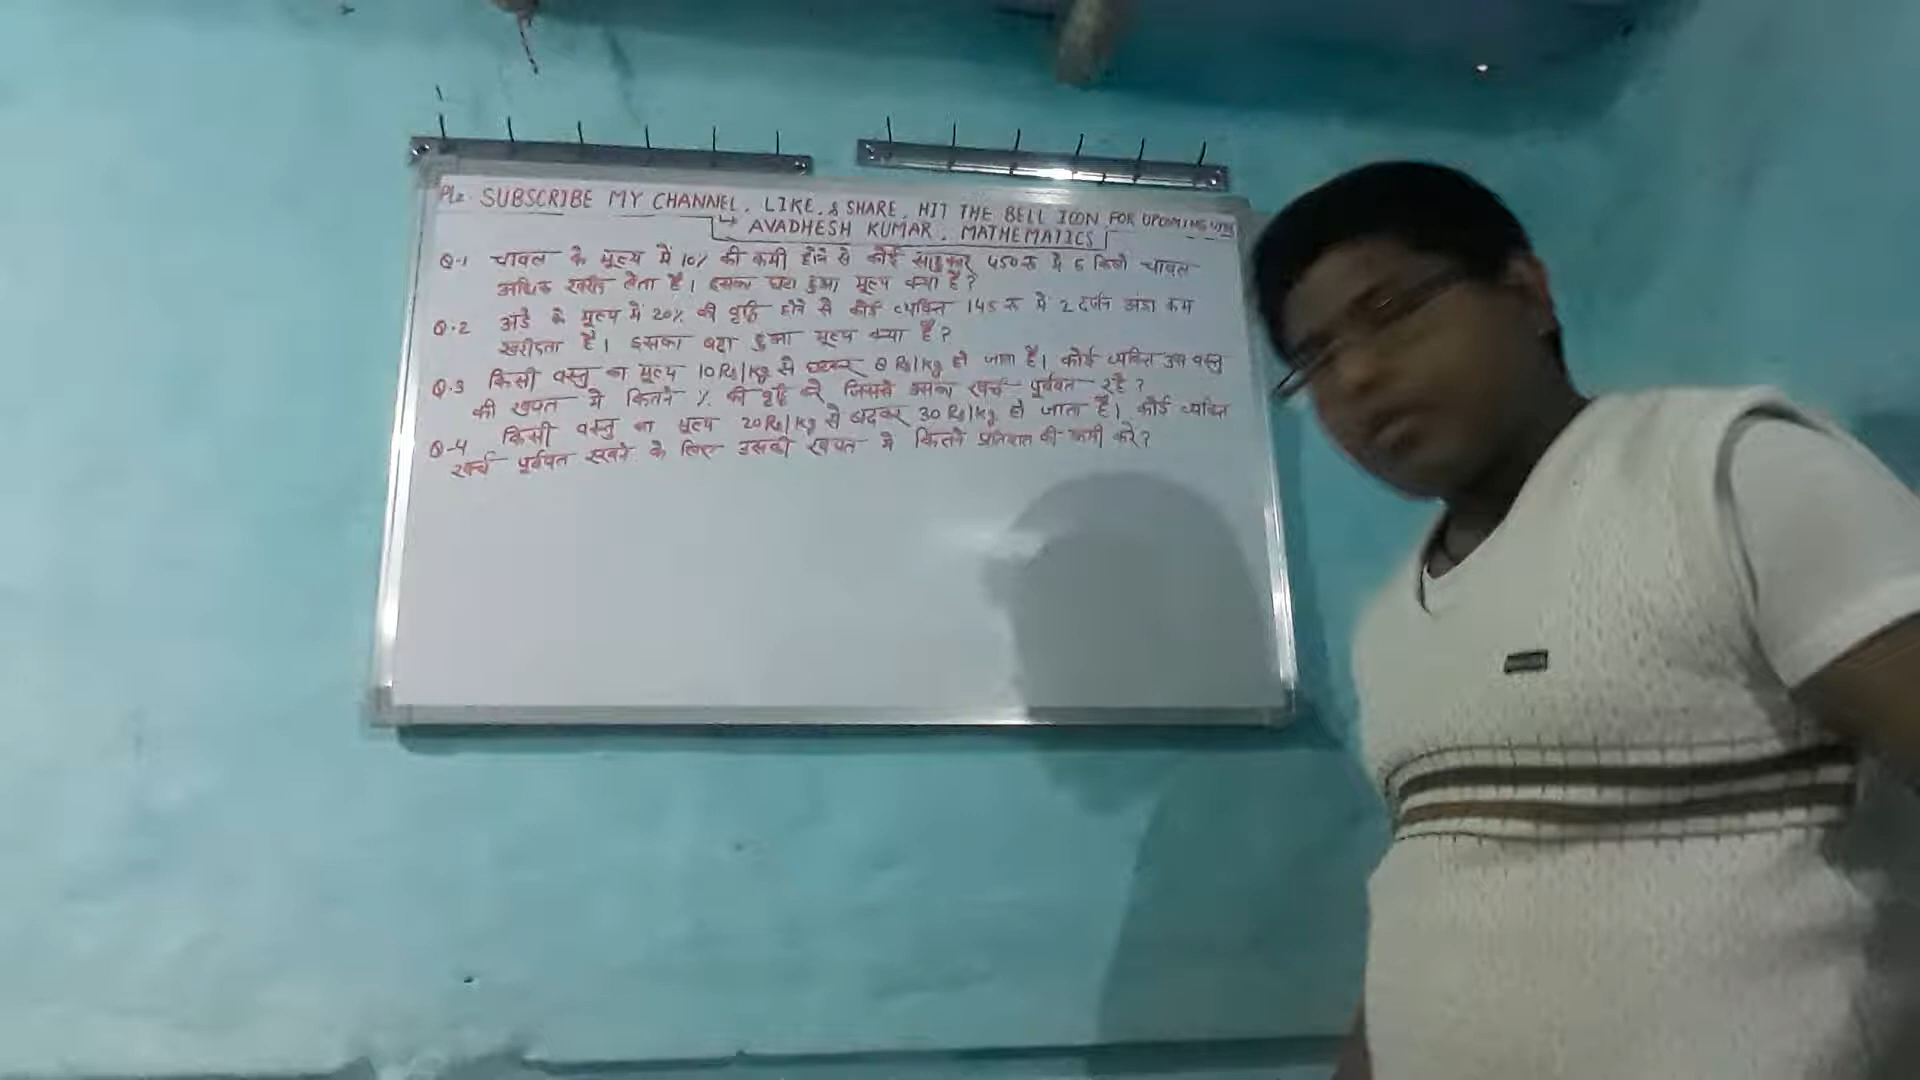 Plz. SUBSCRIBE MY CHANNEL, LIKE, & SHARE, HIT THE BELL ICON FOR UPCOMING
↳ AVADHESH KUMAR, MATHEMATICS
Q-1 चावल के मूल्य में 10% की कमी होने से कोई साहुकार 450 रू में 5 किलो चावल
अधिक खरीद लेता है। इसका घटा हुआ मूल्य क्या है?
Q-2 अंडे के मूल्य में 20% की वृद्धि होने से कोई व्यक्ति 145 रू में 2 दर्जन अंडा कम
खरीदता है। इसका बढ़ा हुआ मूल्य क्या है?
Q-3 किसी वस्तु का मूल्य 10 Rs/kg से घटकर 8 Rs/kg हो जाता है। कोई व्यक्ति उस वस्तु
की खपत में कितने % की वृद्धि करे जिससे उसका खर्च पूर्ववत रहे?
Q-4 किसी वस्तु का मूल्य 20 Rs/kg से बढ़कर 30 Rs/kg हो जाता है। कोई व्यक्ति
खर्च पूर्ववत रखने के लिए उसकी खपत में कितने प्रतिशत की कमी करे?